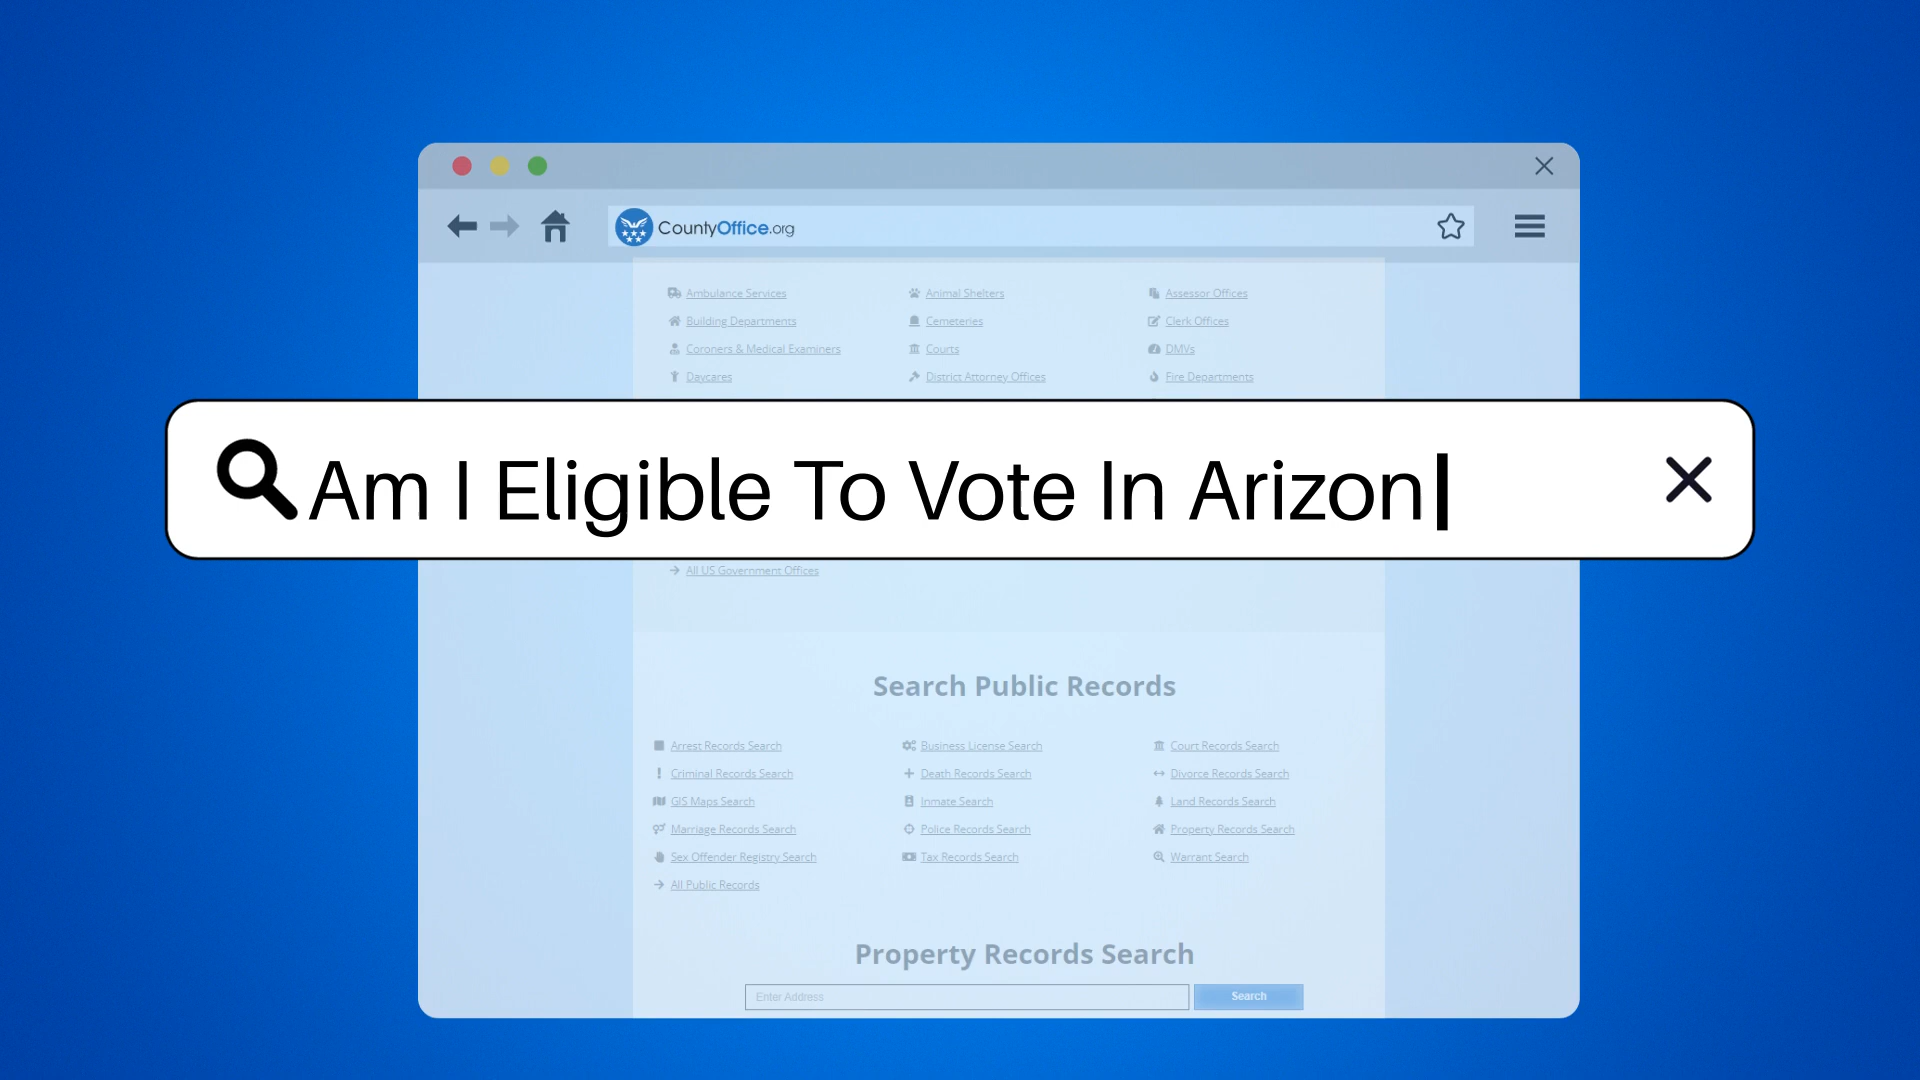 CountyOffice.org
Ambulance Services Animal Shelters Assessor Offices
Building Departments Cemeteries Clerk Offices
Coroners & Medical Examiners Courts DMVs
Daycares District Attorney Offices Fire Departments
Am I Eligible To Vote In Arizon
All US Government Offices
Search Public Records
Arrest Records Search Business License Search Court Records Search
Criminal Records Search Death Records Search Divorce Records Search
GIS Maps Search Inmate Search Land Records Search
Marriage Records Search Police Records Search Property Records Search
Sex Offender Registry Search Tax Records Search Warrant Search
All Public Records
Property Records Search
Enter Address Search